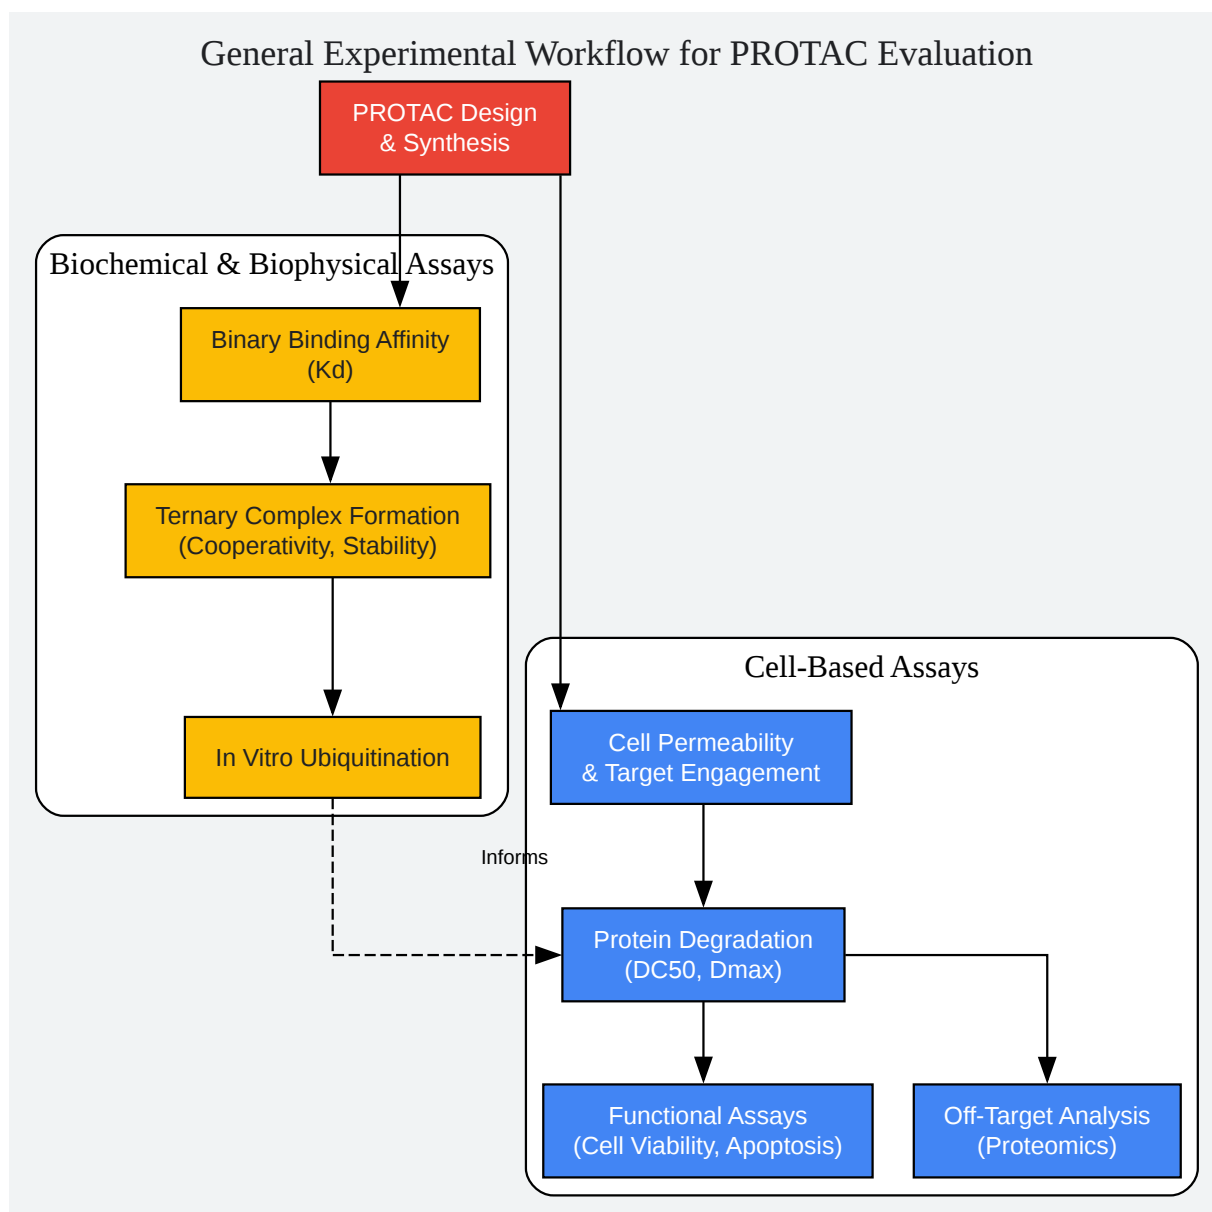 General Experimental Workflow for PROTAC Evaluation
PROTAC Design
& Synthesis
Biochemical & Biophysical Assays
Binary Binding Affinity
(Kd)
Ternary Complex Formation
(Cooperativity, Stability)
In Vitro Ubiquitination
Informs
Cell-Based Assays
Cell Permeability
& Target Engagement
Protein Degradation
(DC50, Dmax)
Functional Assays
(Cell Viability, Apoptosis)
Off-Target Analysis
(Proteomics)